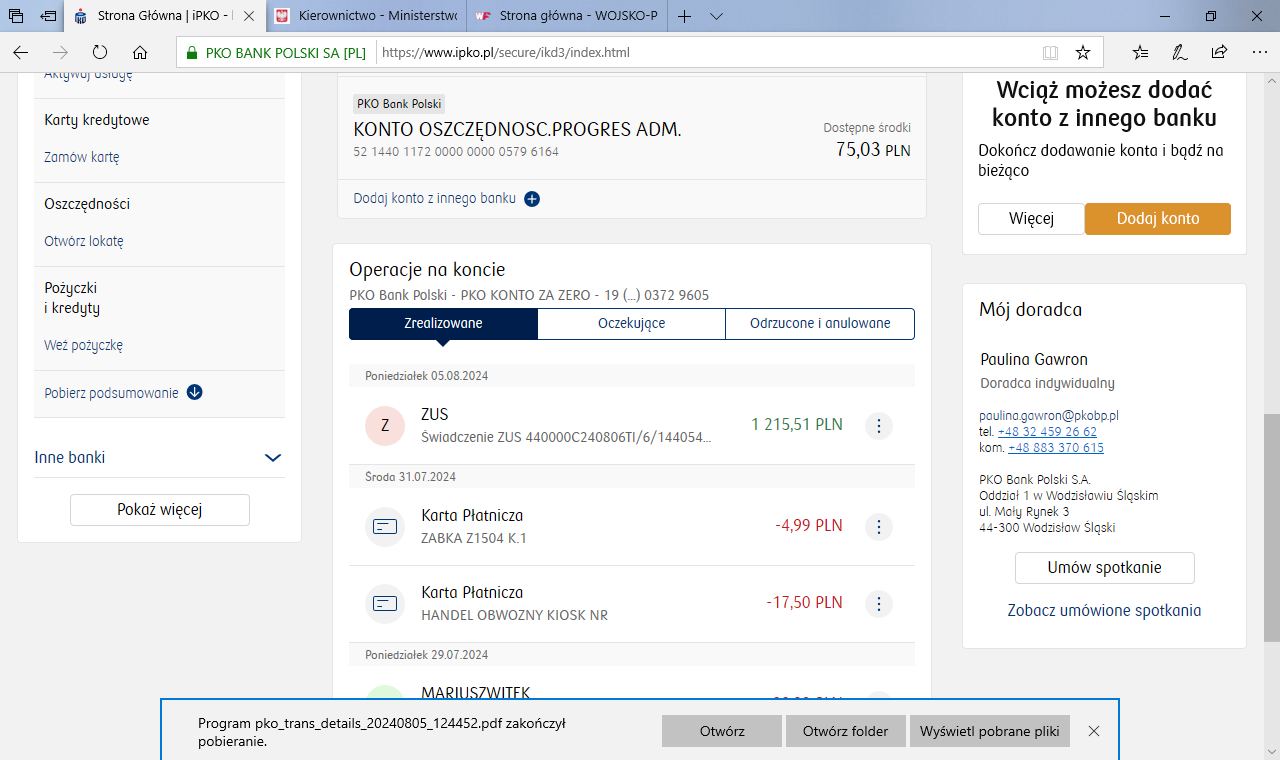 Strona Główna | iPKO -
Kierownictwo - Ministerstwo
Strona główna - WOJSKO-P
PKO BANK POLSKI SA [PL]
https://www.ipko.pl/secure/ikd3/index.html
Aktywuj usługę
Karty kredytowe
Zamów kartę
Oszczędności
Otwórz lokatę
Pożyczki
i kredyty
Weź pożyczkę
Pobierz podsumowanie
Inne banki
Pokaż więcej
PKO Bank Polski
KONTO OSZCZĘDNOSC.PROGRES ADM.
52 1440 1172 0000 0000 0579 6164
Dostępne środki
75,03 PLN
Dodaj konto z innego banku
Operacje na koncie
PKO Bank Polski - PKO KONTO ZA ZERO - 19 (...) 0372 9605
Zrealizowane
Oczekujące
Odrzucone i anulowane
Poniedziałek 05.08.2024
Z
ZUS
Świadczenie ZUS 440000C240806TI/6/144054...
1 215,51 PLN
Środa 31.07.2024
Karta Płatnicza
ZABKA Z1504 K.1
-4,99 PLN
Karta Płatnicza
HANDEL OBWOZNY KIOSK NR
-17,50 PLN
Poniedziałek 29.07.2024
MARIUSZWITEK
Wciąż możesz dodać
konto z innego banku
Dokończ dodawanie konta i bądź na
bieżąco
Więcej
Dodaj konto
Mój doradca
Paulina Gawron
Doradca indywidualny
paulina.gawron@pkobp.pl
tel. +48 32 459 26 62
kom. +48 883 370 615
PKO Bank Polski S.A.
Oddział 1 w Wodzisławiu Śląskim
ul. Mały Rynek 3
44-300 Wodzisław Śląski
Umów spotkanie
Zobacz umówione spotkania
Program pko_trans_details_20240805_124452.pdf zakończył
pobieranie.
Otwórz
Otwórz folder
Wyświetl pobrane pliki